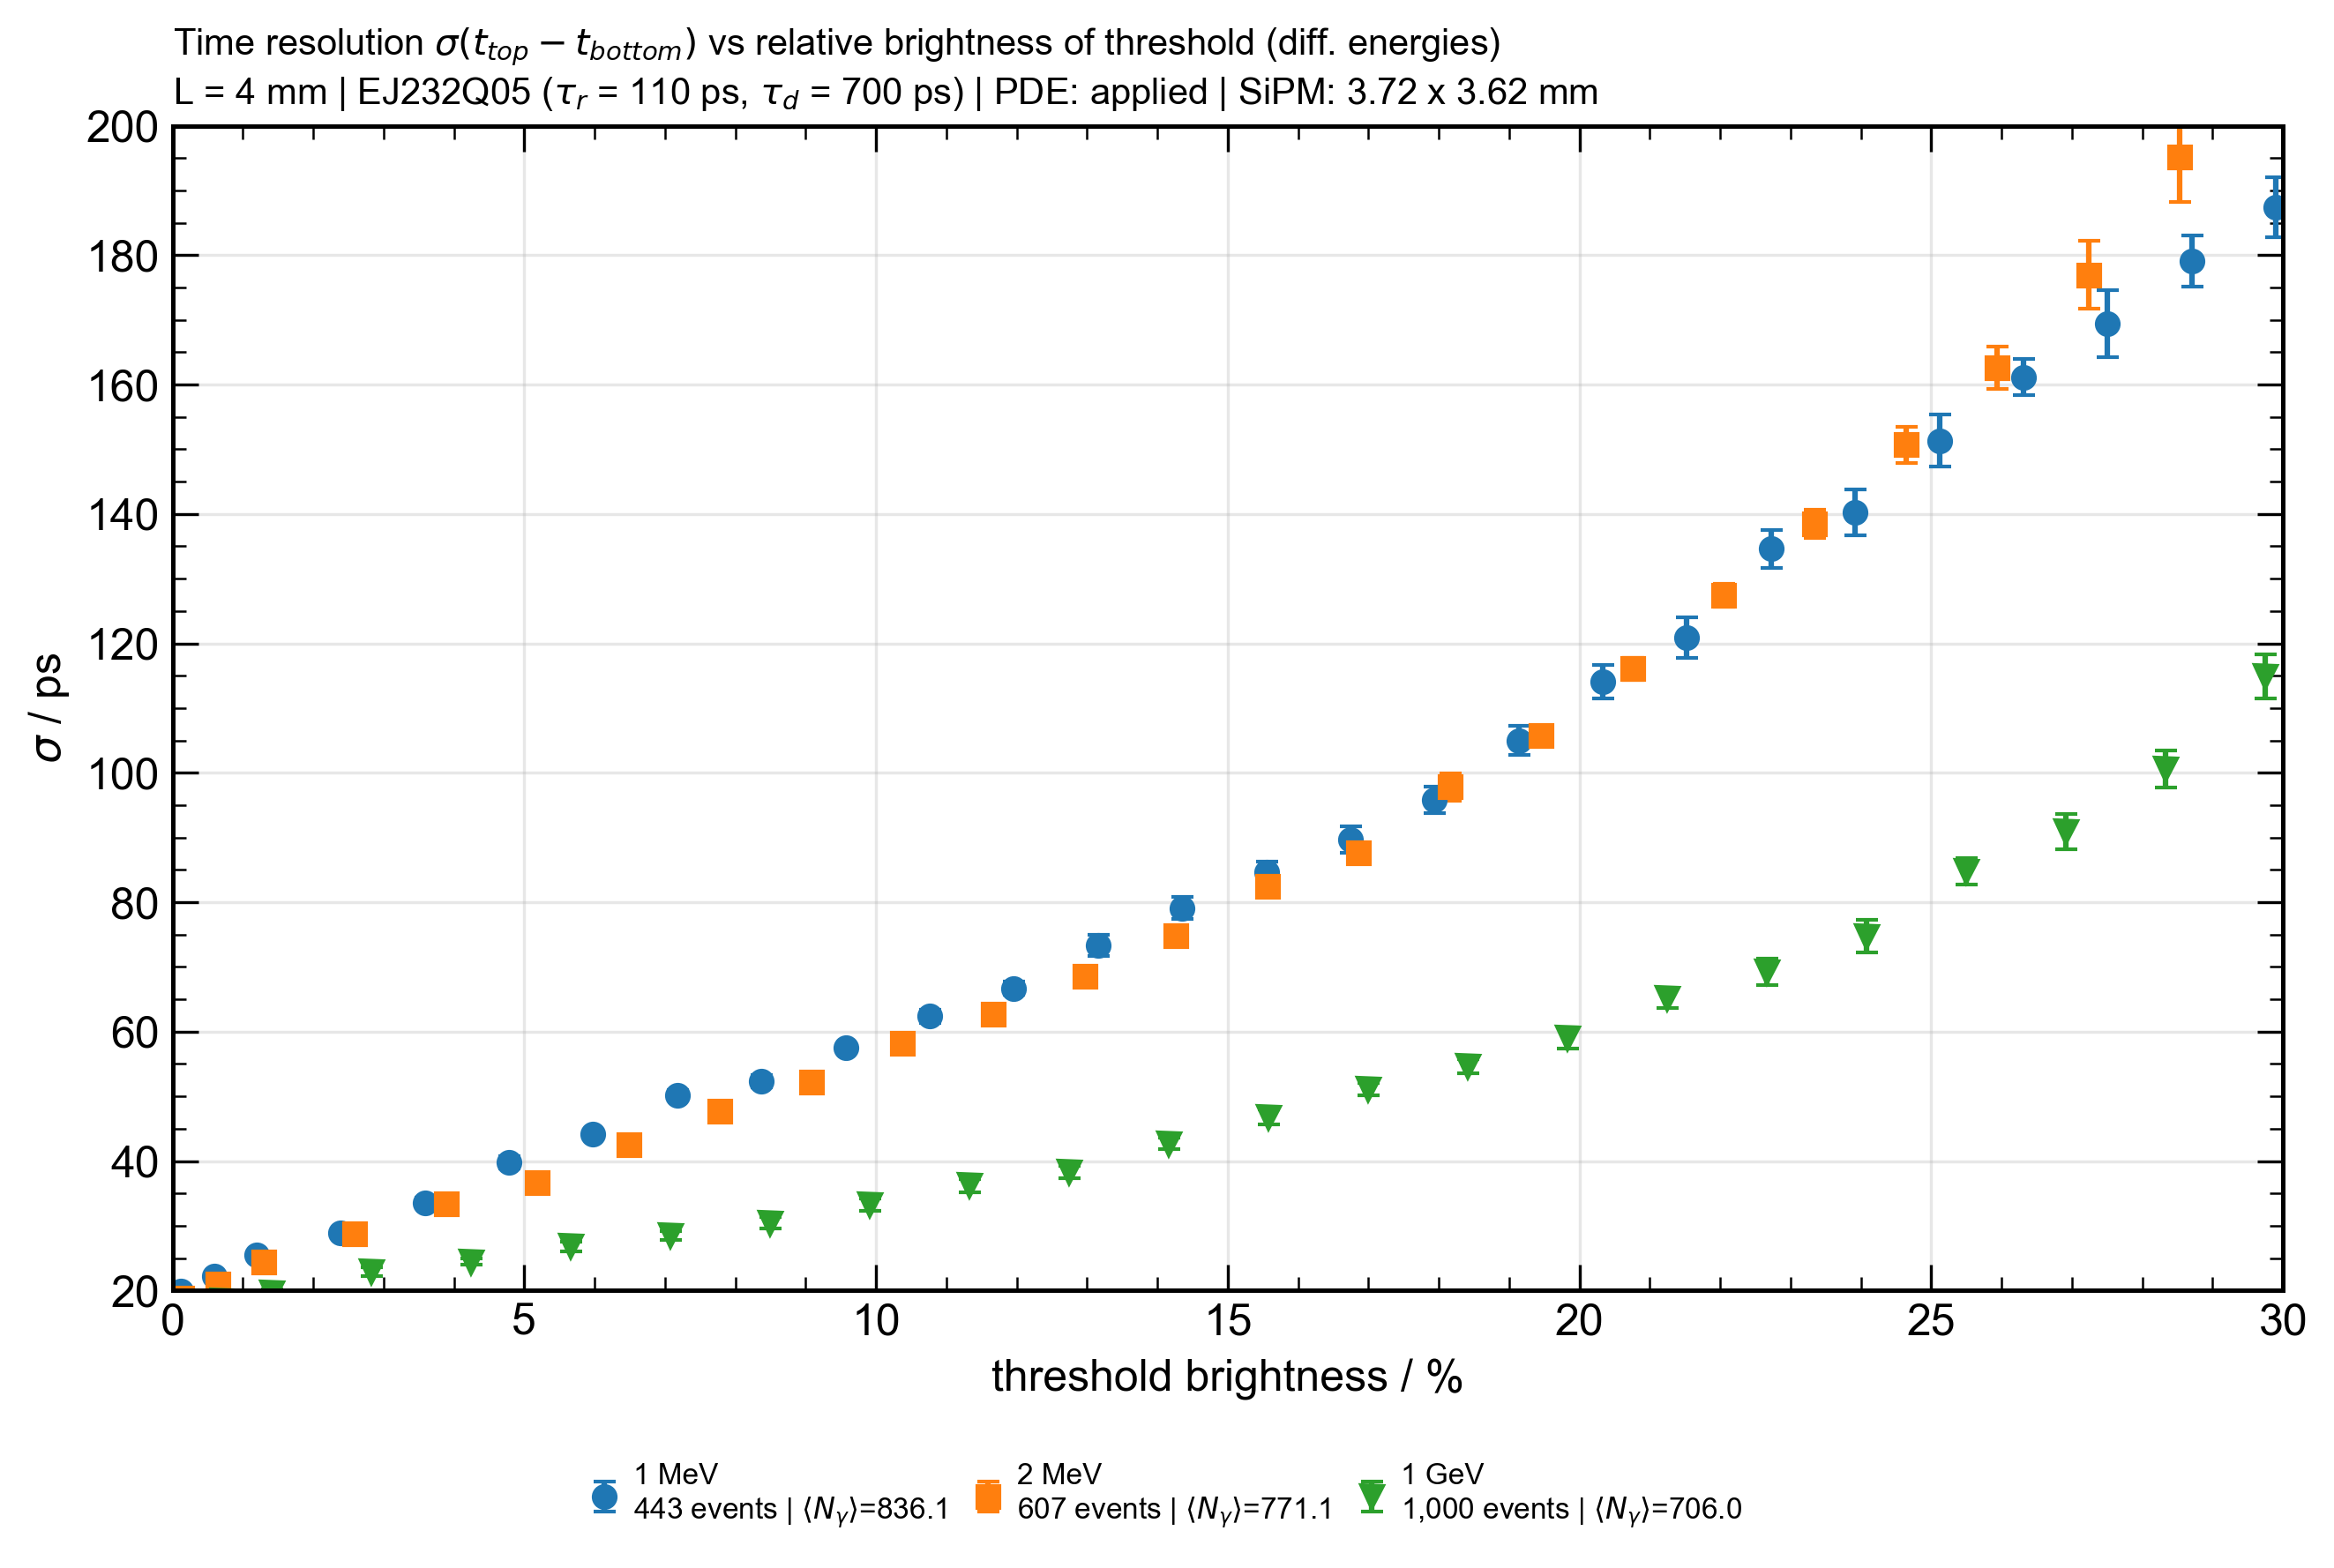 Time resolution σ(t_top − t_bottom) vs relative brightness of threshold (diff. energies)
L = 4 mm | EJ232Q05 (τ_r = 110 ps, τ_d = 700 ps) | PDE: applied | SiPM: 3.72 x 3.62 mm
200
180
160
140
120
100
80
60
40
20
σ / ps
0 5 10 15 20 25 30
threshold brightness / %
1 MeV
443 events | ⟨N_γ⟩=836.1
2 MeV
607 events | ⟨N_γ⟩=771.1
1 GeV
1,000 events | ⟨N_γ⟩=706.0